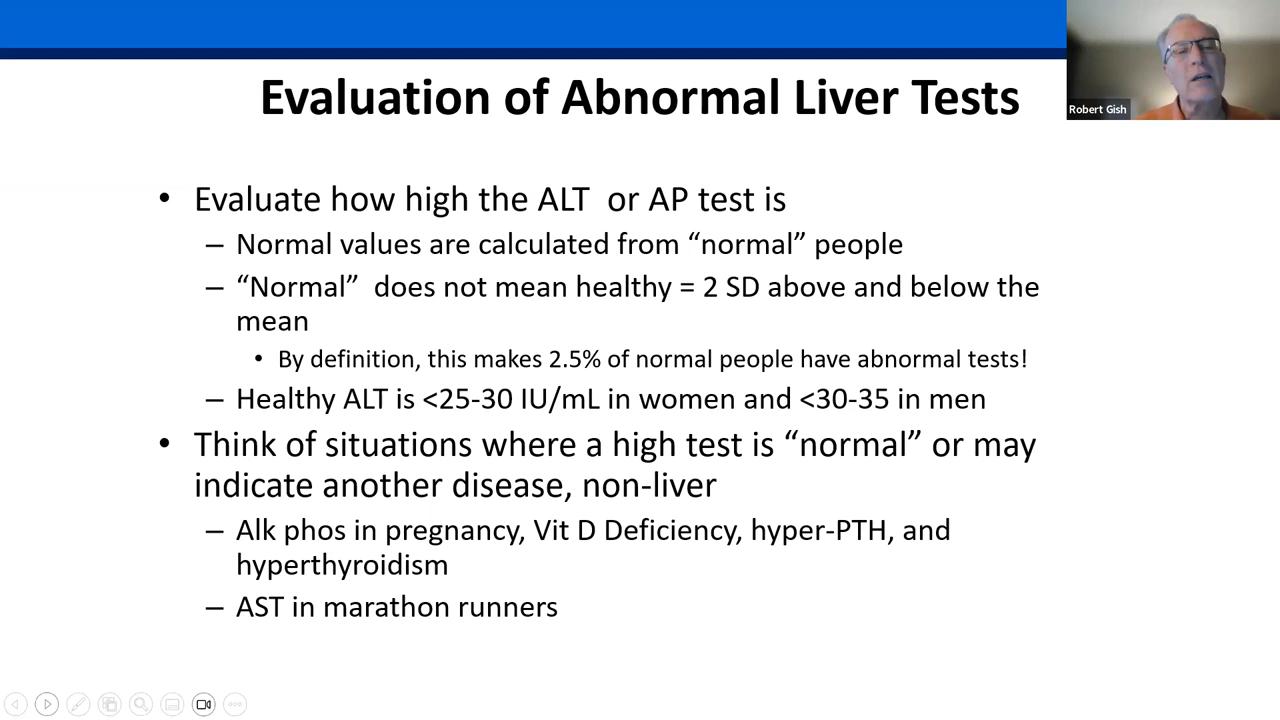 Evaluation of Abnormal Liver Tests
Robert Gish
• Evaluate how high the ALT  or AP test is
– Normal values are calculated from “normal” people
– “Normal”  does not mean healthy = 2 SD above and below the
mean
• By definition, this makes 2.5% of normal people have abnormal tests!
– Healthy ALT is <25-30 IU/mL in women and <30-35 in men
• Think of situations where a high test is “normal” or may
indicate another disease, non-liver
– Alk phos in pregnancy, Vit D Deficiency, hyper-PTH, and
hyperthyroidism
– AST in marathon runners